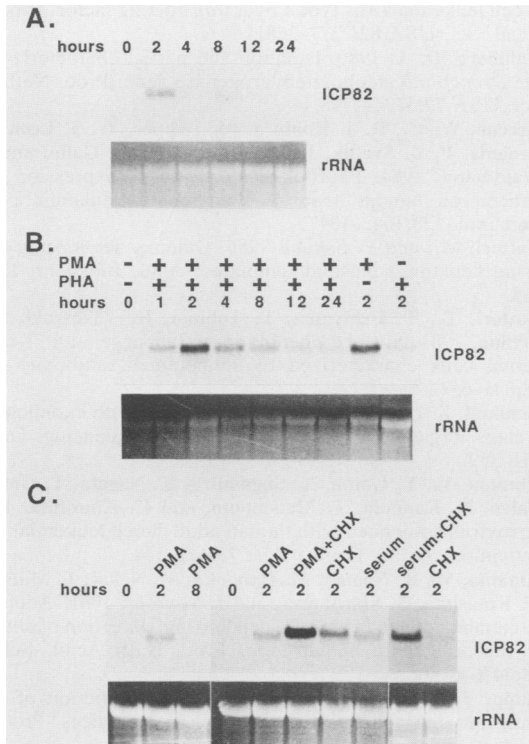 A.
hours 0 2 4 8 12 24
ICP82
rRNA
B.
PMA - + + + + + + + -
PHA - + + + + + + - +
hours 0 1 2 4 8 12 24 2 2
ICP82
rRNA
C.
PMA PMA PMA PMA+CHX CHX serum serum+CHX CHX
hours 0 2 8 0 2 2 2 2 2 2
ICP82
rRNA